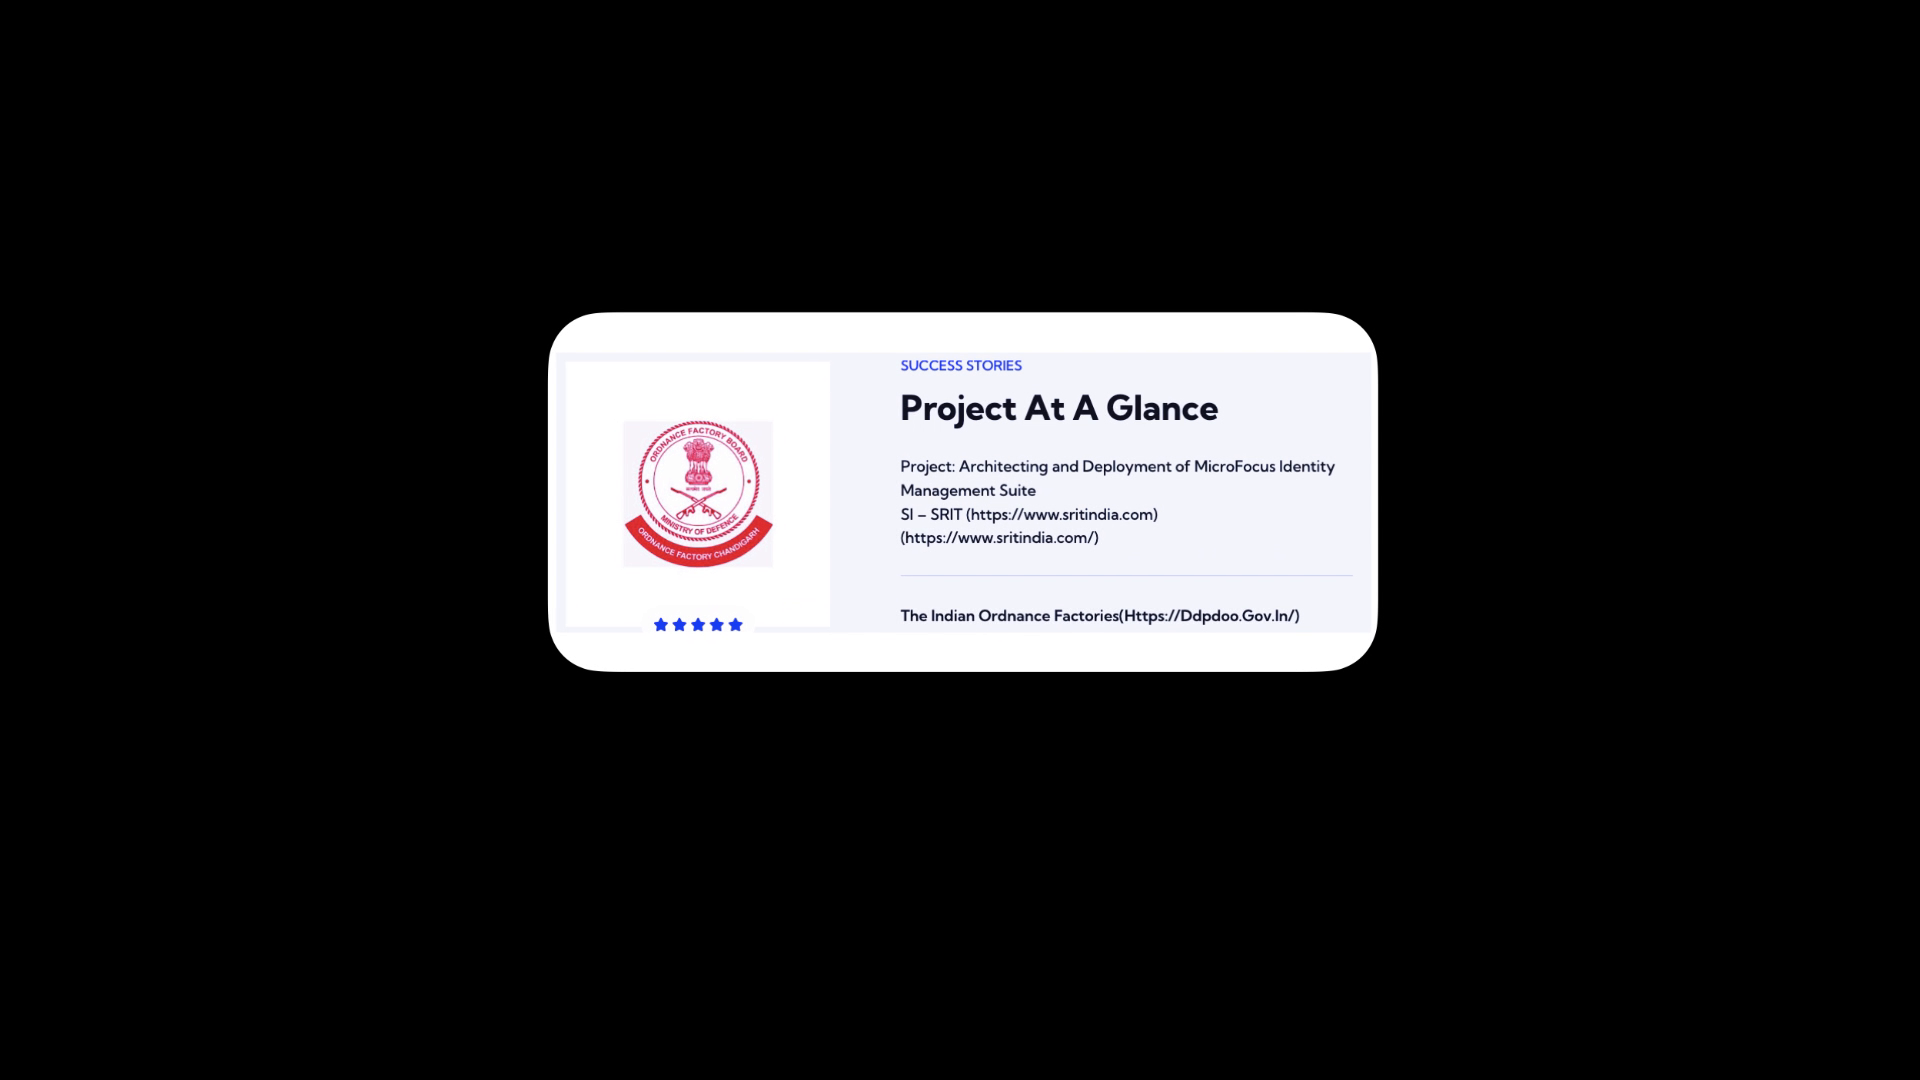 ORDNANCE FACTORY BOARD
MINISTRY OF DEFENCE
ORDNANCE FACTORY CHANDIGARH
SUCCESS STORIES
Project At A Glance
Project: Architecting and Deployment of MicroFocus Identity
Management Suite
SI – SRIT (https://www.sritindia.com)
(https://www.sritindia.com/)
The Indian Ordnance Factories(Https://Ddpdoo.Gov.In/)